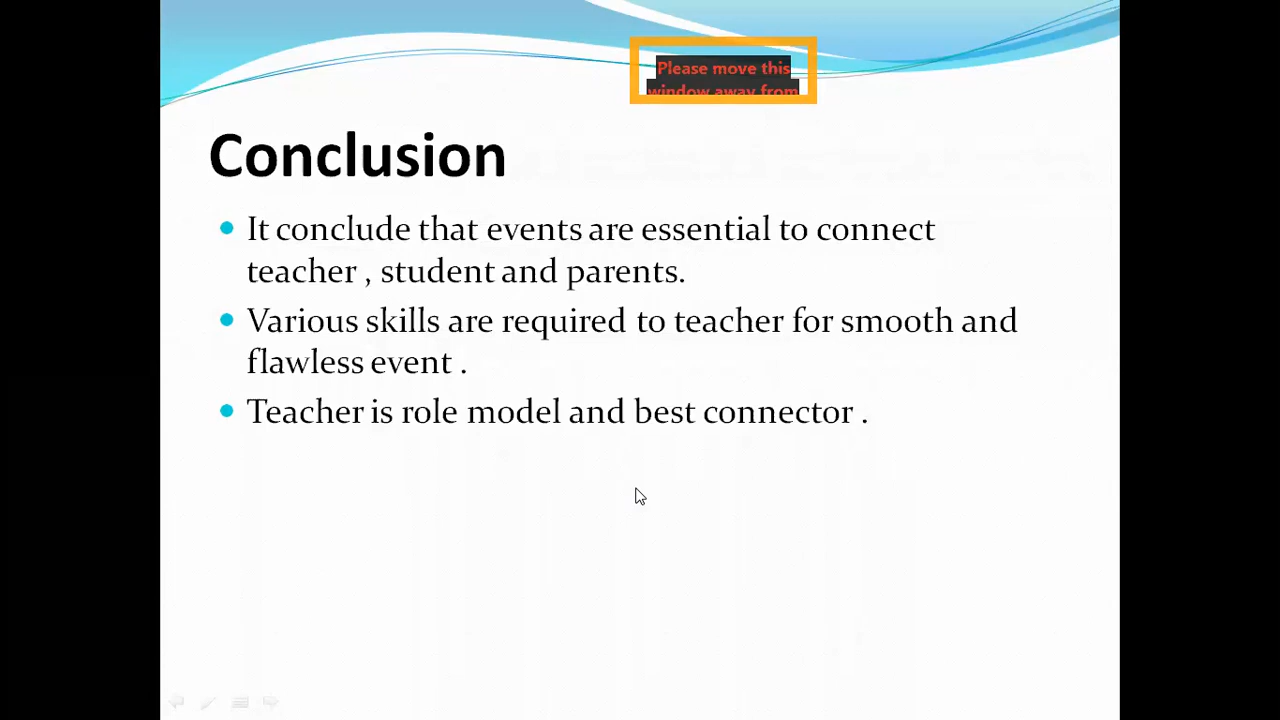 Please move this
window away from
Conclusion
It conclude that events are essential to connect
teacher , student and parents.
Various skills are required to teacher for smooth and
flawless event .
Teacher is role model and best connector .